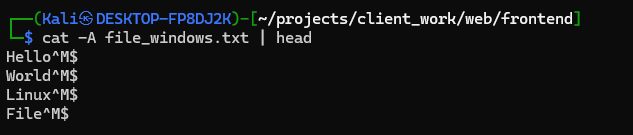 ┌──(Kali㉿DESKTOP-FP8DJ2K)-[~/projects/client_work/web/frontend]
└─$ cat -A file_windows.txt | head
Hello^M$
World^M$
Linux^M$
File^M$